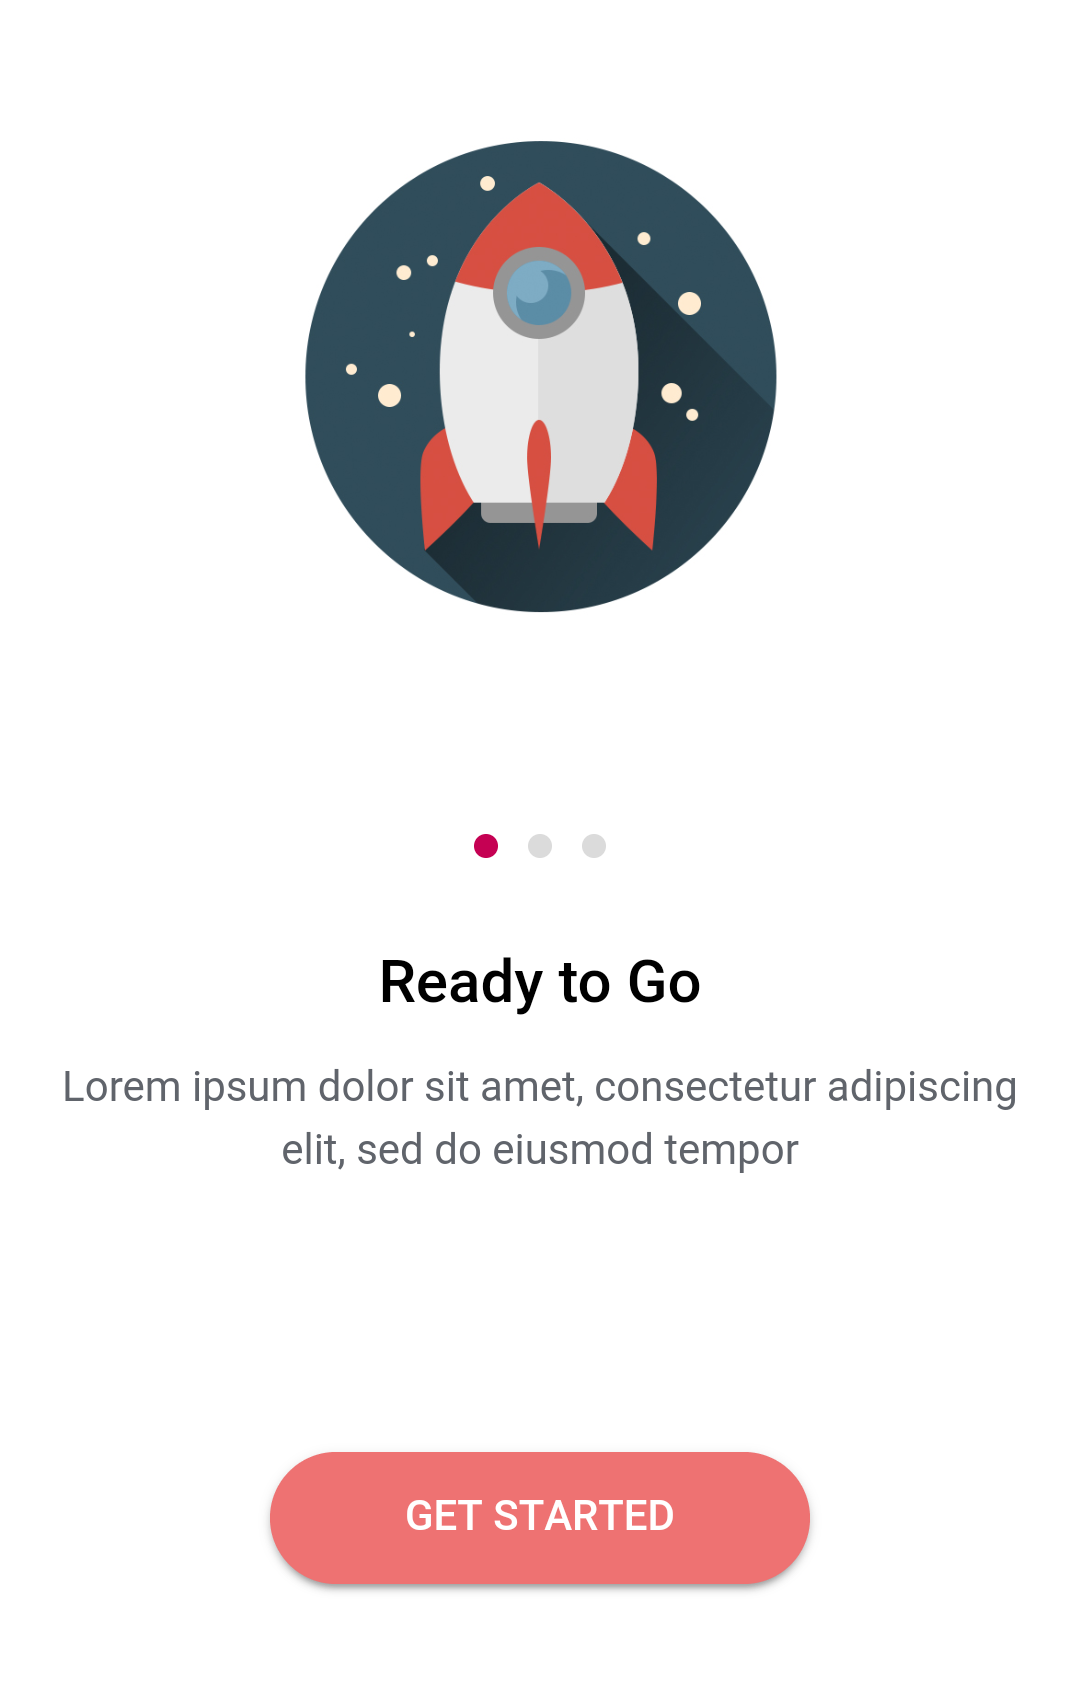 Ready to Go
Lorem ipsum dolor sit amet, consectetur adipiscing
elit, sed do eiusmod tempor
GET STARTED